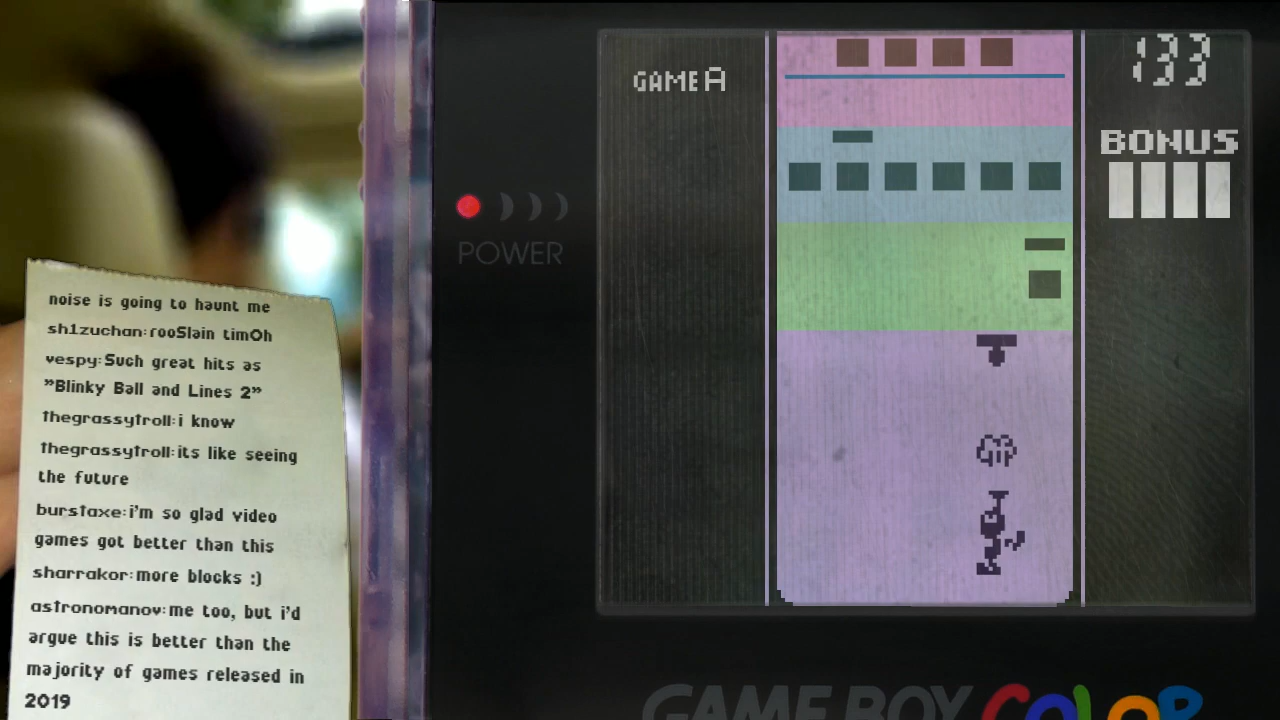 noise is going to haunt me
sh1zuchan:rooSlain timOh
vespy:Such great hits as
"Blinky Ball and Lines 2"
thegrassytroll:i know
thegrassytroll:its like seeing
the future
burstaxe:i'm so glad video
games got better than this
sharrakor:more blocks :)
astronomanov:me too, but i'd
argue this is better than the
majority of games released in
2019
POWER
GAME A
133
BONUS
GAME BOY COLOR